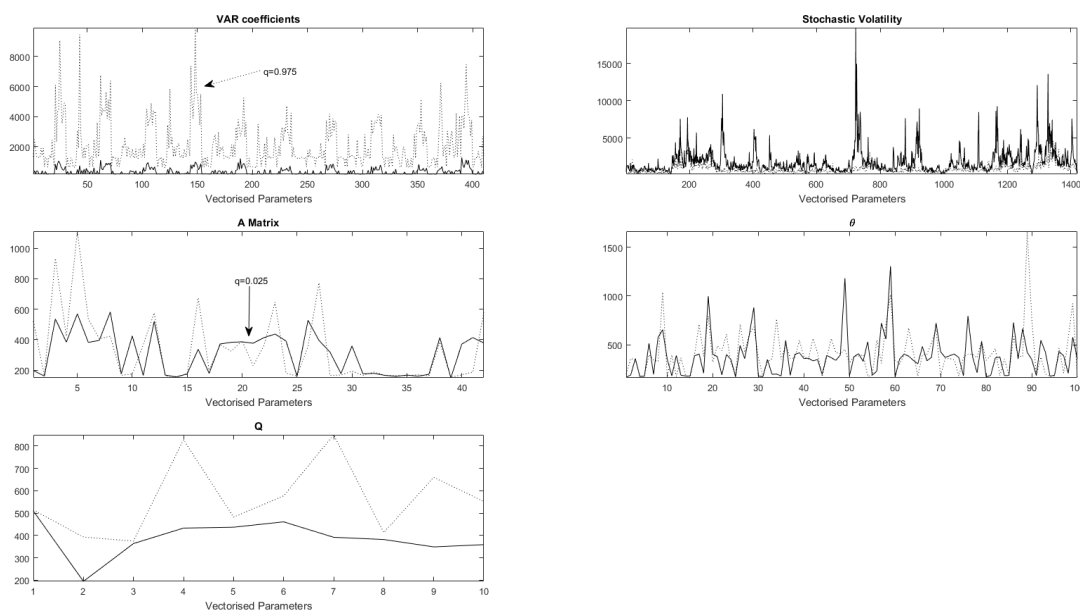 VAR coefficients
8000
6000
4000
2000
q=0.975
50 100 150 200 250 300 350 400
Vectorised Parameters
Stochastic Volatility
15000
10000
5000
200 400 600 800 1000 1200 1400
Vectorised Parameters
A Matrix
1000
800
600
400
200
q=0.025
5 10 15 20 25 30 35 40
Vectorised Parameters
θ
1500
1000
500
10 20 30 40 50 60 70 80 90 100
Vectorised Parameters
Q
800
700
600
500
400
300
200
1 2 3 4 5 6 7 8 9 10
Vectorised Parameters